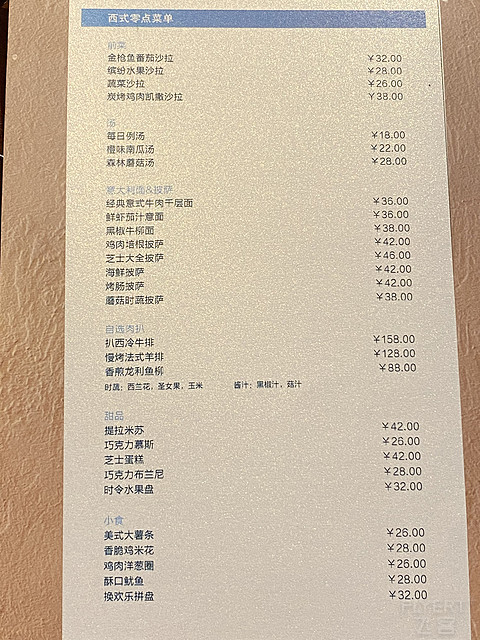 西式零点菜单
前菜
金枪鱼番茄沙拉 ¥32.00
缤纷水果沙拉 ¥28.00
蔬菜沙拉 ¥26.00
炭烤鸡肉凯撒沙拉 ¥38.00
汤
每日例汤 ¥18.00
橙味南瓜汤 ¥22.00
森林蘑菇汤 ¥28.00
意大利面&披萨
经典意式牛肉千层面 ¥36.00
鲜虾茄汁意面 ¥36.00
黑椒牛柳面 ¥38.00
鸡肉培根披萨 ¥42.00
芝士大全披萨 ¥46.00
海鲜披萨 ¥42.00
烤肠披萨 ¥42.00
蘑菇时蔬披萨 ¥38.00
自选肉扒
扒西冷牛排 ¥158.00
慢烤法式羊排 ¥128.00
香煎龙利鱼柳 ¥88.00
时蔬：西兰花，圣女果，玉米 酱汁：黑椒汁，菇汁
甜品
提拉米苏 ¥42.00
巧克力慕斯 ¥26.00
芝士蛋糕 ¥42.00
巧克力布兰尼 ¥28.00
时令水果盘 ¥32.00
小食
美式大薯条 ¥26.00
香脆鸡米花 ¥28.00
鸡肉洋葱圈 ¥26.00
酥口鱿鱼 ¥28.00
挽欢乐拼盘 ¥32.00
FLYERT
飞客